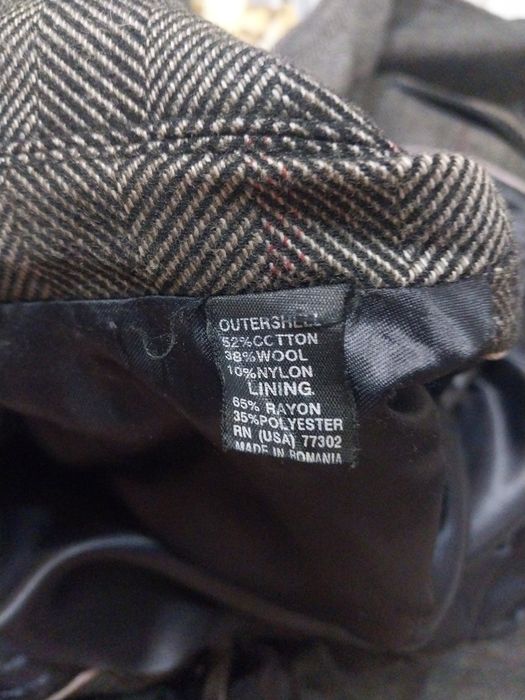 OUTERSHELL
52%COTTON
38%WOOL
10%NYLON
LINING
65% RAYON
35%POLYESTER
RN (USA) 77302
MADE IN ROMANIA